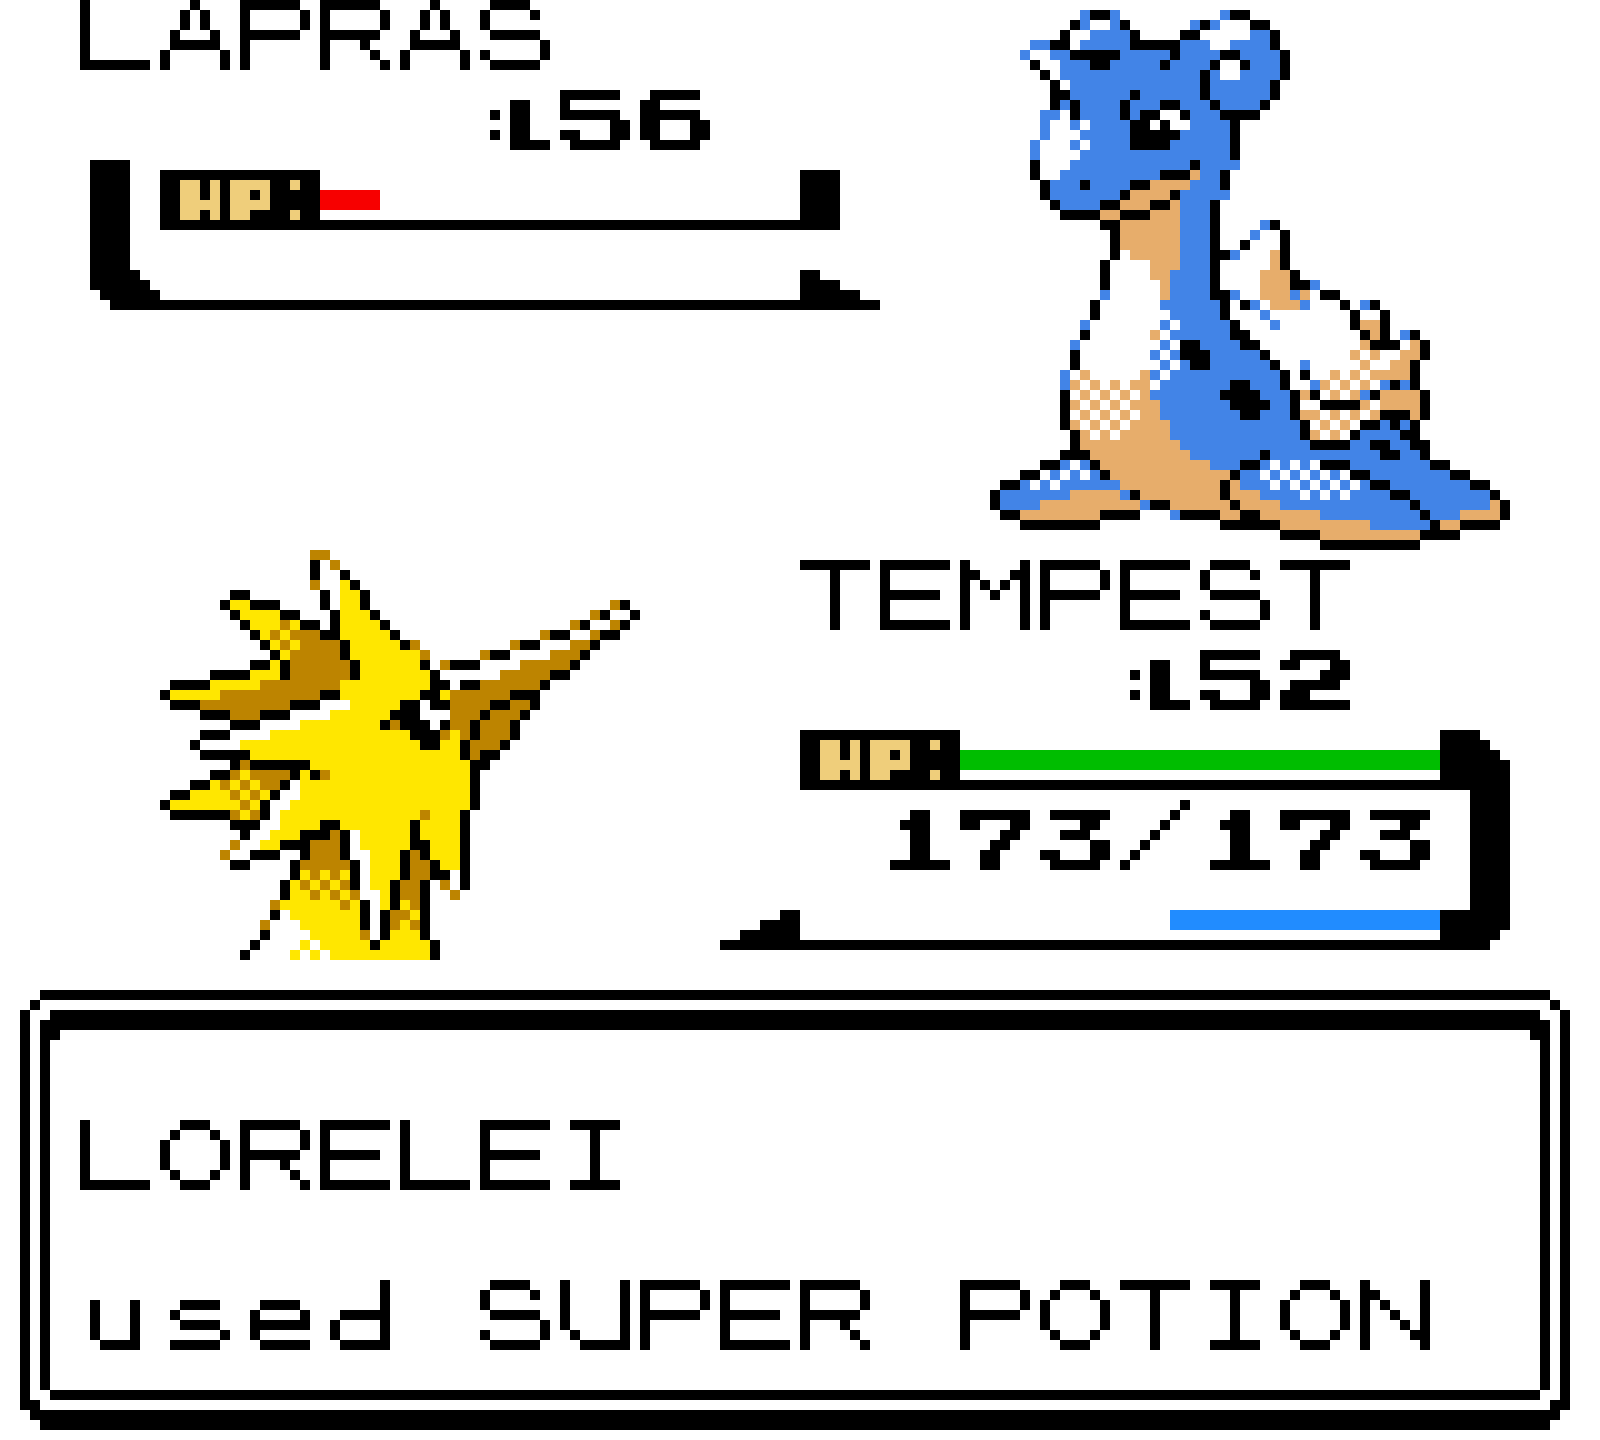 LAPRAS
:L56
HP:
TEMPEST
:L52
HP:
173/173
LORELEI
used SUPER POTION